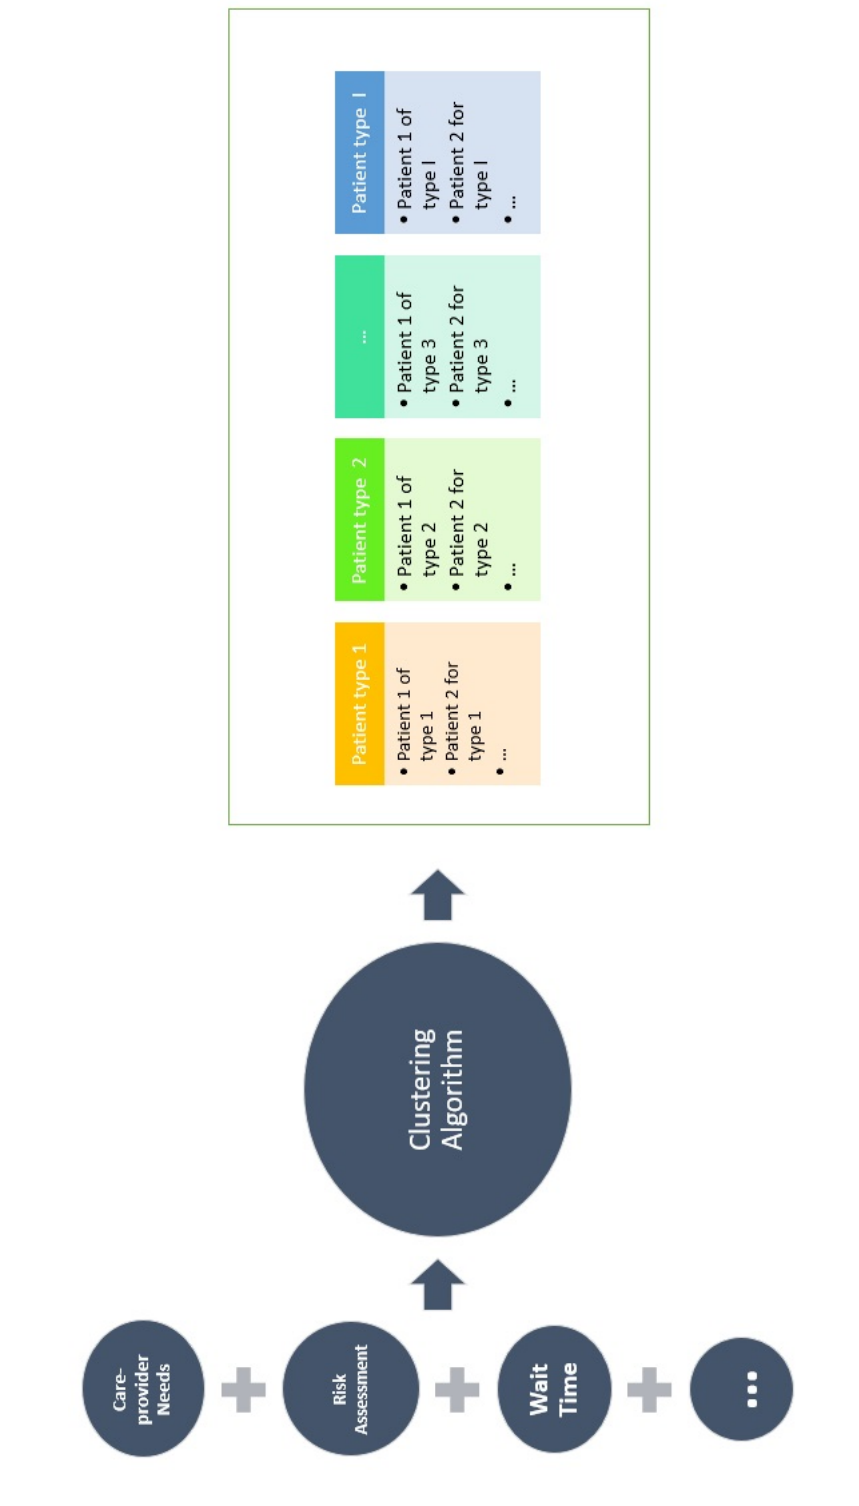 Care-
provider
Needs
Risk
Assessment
Wait
Time
...
Clustering
Algorithm
Patient type 1
• Patient 1 of
type 1
• Patient 2 for
type 1
• ...
Patient type 2
• Patient 1 of
type 2
• Patient 2 for
type 2
• ...
...
• Patient 1 of
type 3
• Patient 2 for
type 3
• ...
Patient type I
• Patient 1 of
type I
• Patient 2 for
type I
• ...